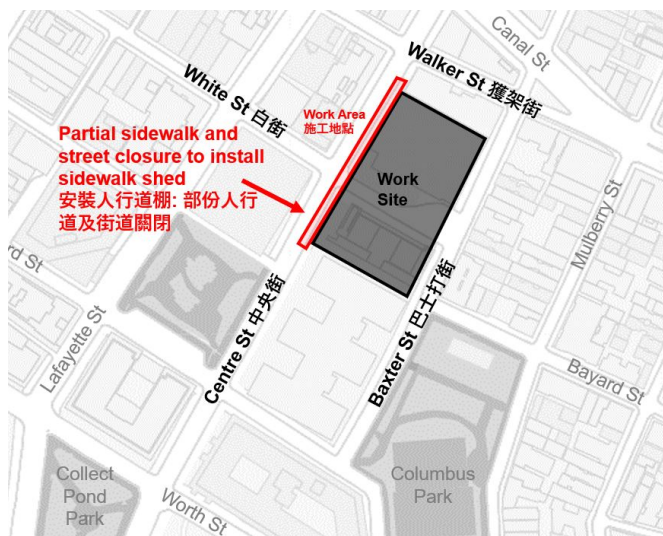 Canal St
Walker St 獲架街
White St 白街
Work Area
施工地點
Partial sidewalk and
street closure to install
sidewalk shed
安裝人行道棚: 部份人行
道及街道關閉
Work
Site
Mulberry St
ard St
Lafayette St
Centre St 中央街
Baxter St 巴士打街
Bayard St
Collect
Pond
Park
Columbus
Park
Worth St